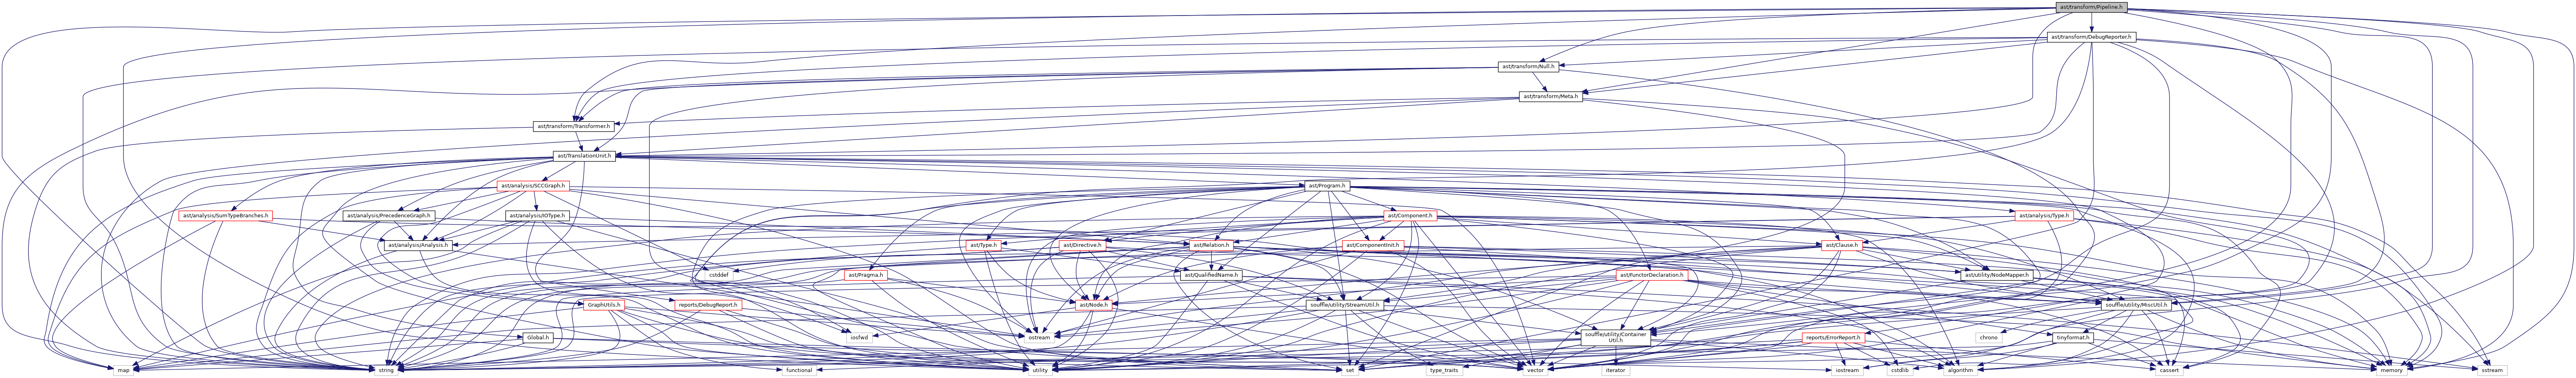 ast/transform/Pipeline.h
ast/transform/DebugReporter.h
ast/transform/Null.h
ast/transform/Meta.h
ast/transform/Transformer.h
ast/TranslationUnit.h
ast/analysis/SCCGraph.h
ast/Program.h
ast/analysis/SumTypeBranches.h
ast/analysis/PrecedenceGraph.h
ast/analysis/IOType.h
ast/Component.h
ast/analysis/Type.h
ast/analysis/Analysis.h
ast/Type.h
ast/Directive.h
ast/Relation.h
ast/ComponentInit.h
ast/Clause.h
cstddef
ast/Pragma.h
ast/QualifiedName.h
ast/FunctorDeclaration.h
ast/utility/NodeMapper.h
GraphUtils.h
reports/DebugReport.h
ast/Node.h
souffle/utility/StreamUtil.h
souffle/utility/MiscUtil.h
Global.h
iosfwd
ostream
souffle/utility/Container
Util.h
reports/ErrorReport.h
chrono
tinyformat.h
map
string
functional
utility
set
type_traits
vector
iterator
iostream
cstdlib
algorithm
cassert
memory
sstream